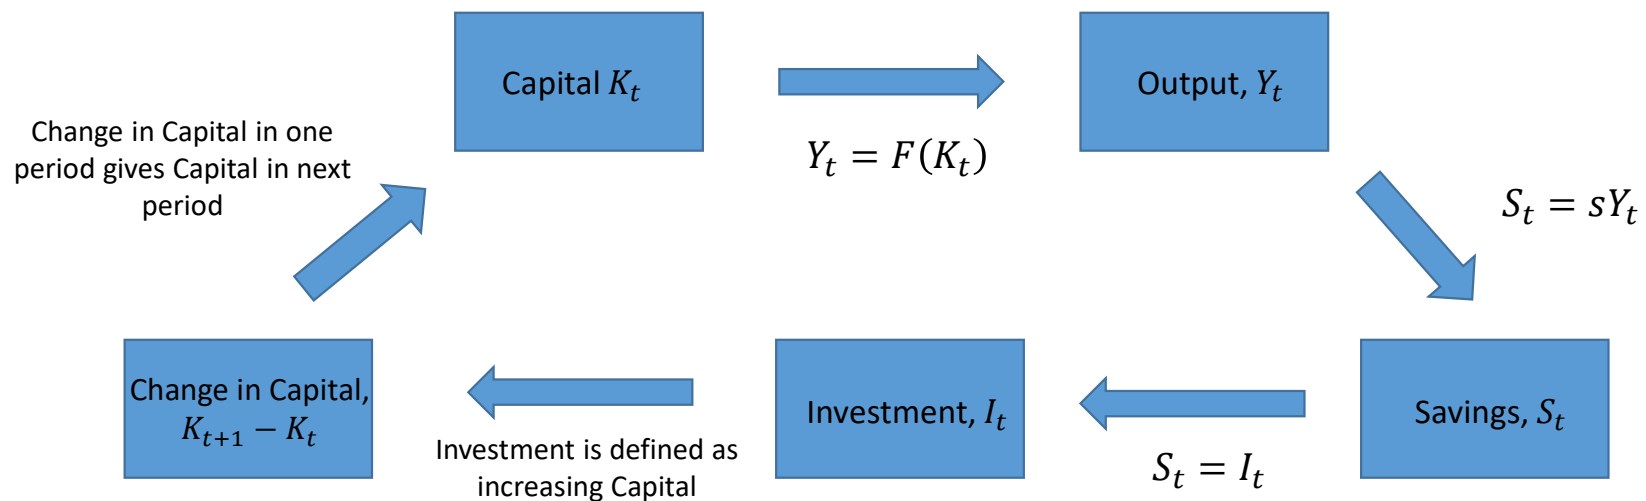 Capital K_t
Output, Y_t
Change in Capital in one
period gives Capital in next
period
Y_t = F(K_t)
S_t = sY_t
Change in Capital,
K_{t+1} − K_t
Investment, I_t
Savings, S_t
Investment is defined as
increasing Capital
S_t = I_t